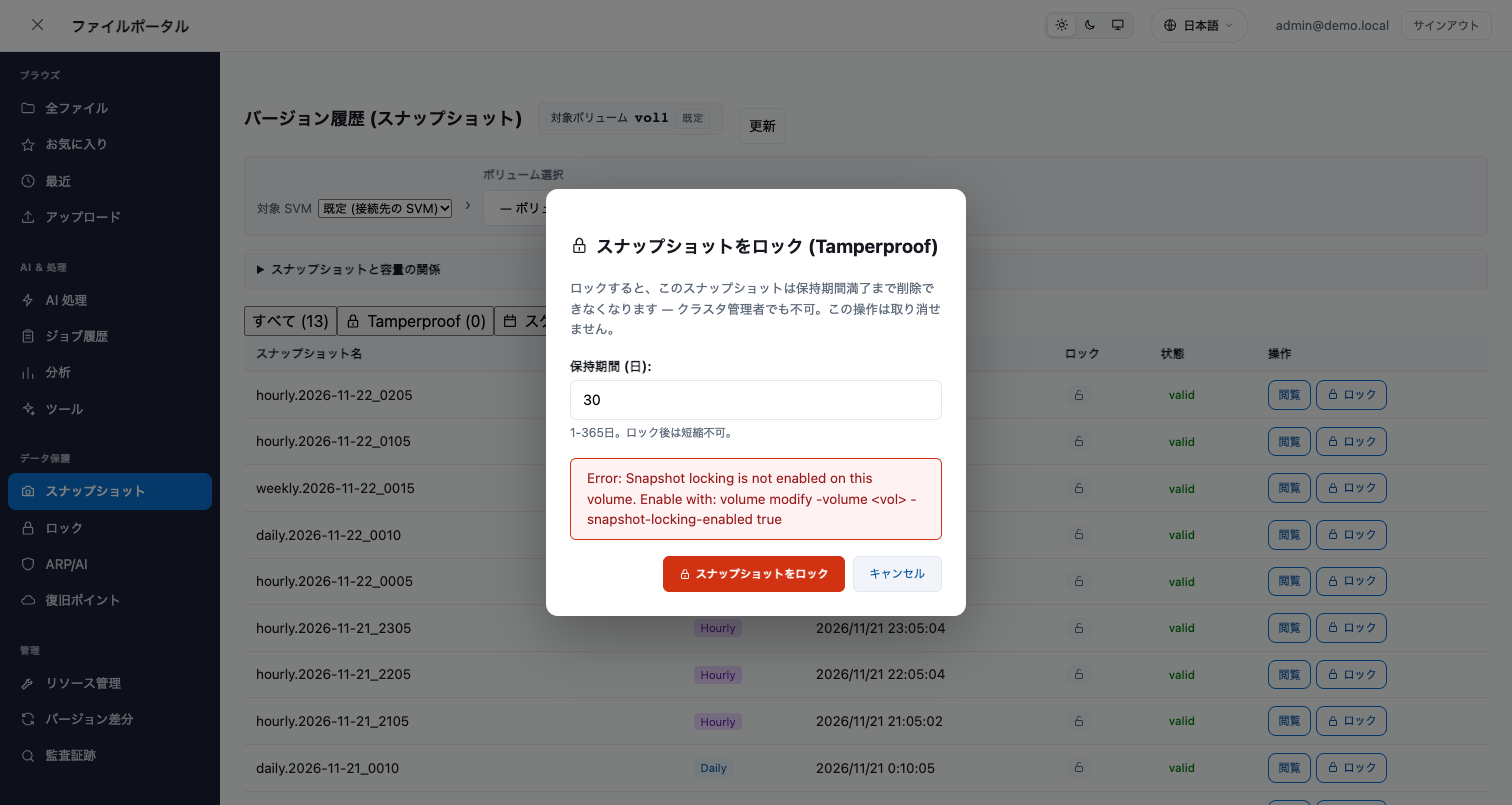 ファイルポータル
日本語
admin@demo.local
サインアウト
ブラウズ
全ファイル
お気に入り
最近
アップロード
AI & 処理
AI 処理
ジョブ履歴
分析
ツール
データ保護
スナップショット
ロック
ARP/AI
復旧ポイント
管理
リソース管理
バージョン差分
監査証跡
バージョン履歴 (スナップショット)
対象ボリューム vol1 既定
更新
ボリューム選択
対象 SVM 既定 (接続先の SVM) ›
スナップショットと容量の関係
すべて (13) Tamperproof (0)
スナップショット名 ロック 状態 操作
hourly.2026-11-22_0205 valid 閲覧 ロック
hourly.2026-11-22_0105 valid 閲覧 ロック
weekly.2026-11-22_0015 valid 閲覧 ロック
daily.2026-11-22_0010 valid 閲覧 ロック
hourly.2026-11-22_0005 valid 閲覧 ロック
hourly.2026-11-21_2305 Hourly 2026/11/21 23:05:04 valid 閲覧 ロック
hourly.2026-11-21_2205 Hourly 2026/11/21 22:05:04 valid 閲覧 ロック
hourly.2026-11-21_2105 Hourly 2026/11/21 21:05:02 valid 閲覧 ロック
daily.2026-11-21_0010 Daily 2026/11/21 0:10:05 valid 閲覧 ロック
スナップショットをロック (Tamperproof)
ロックすると、このスナップショットは保持期間満了まで削除で
きなくなります — クラスタ管理者でも不可。この操作は取り消せ
ません。
保持期間 (日):
30
1-365日。ロック後は短縮不可。
Error: Snapshot locking is not enabled on this
volume. Enable with: volume modify -volume <vol> -
snapshot-locking-enabled true
スナップショットをロック
キャンセル